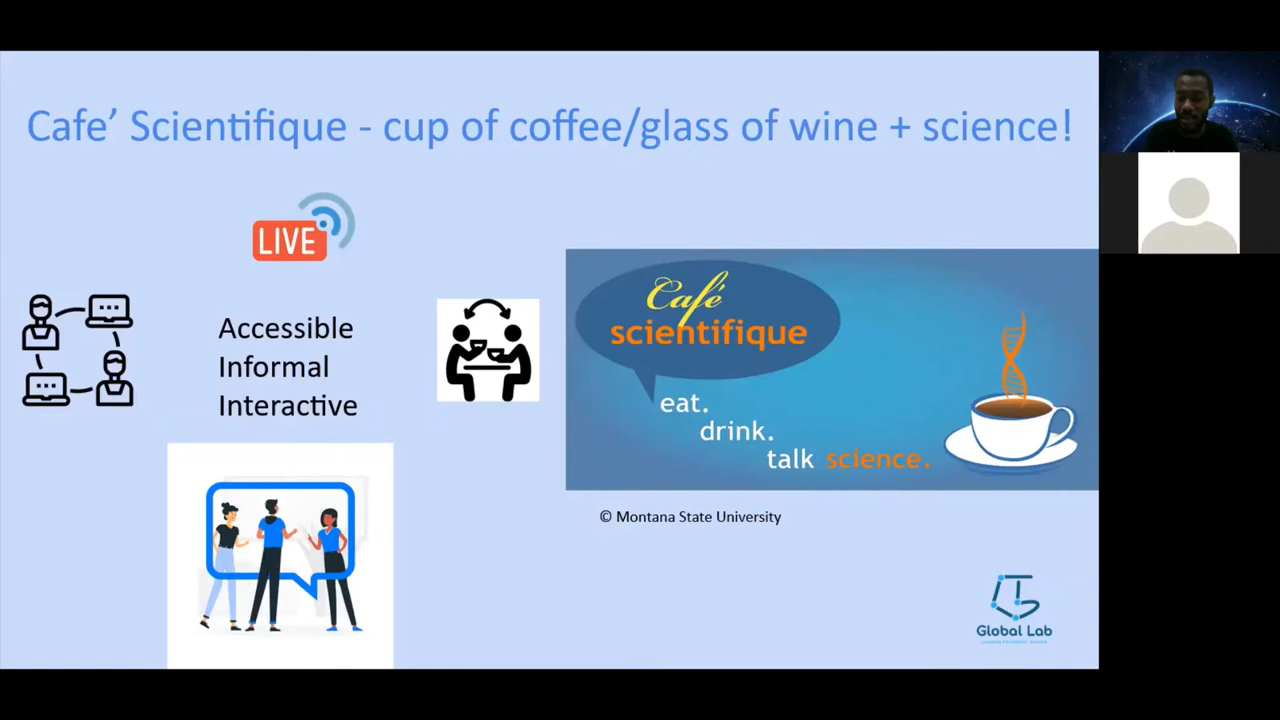 Cafe’ Scientifique - cup of coffee/glass of wine + science!
LIVE
Accessible
Informal
Interactive
Café
scientifique
eat.
drink.
talk science.
© Montana State University
Global Lab